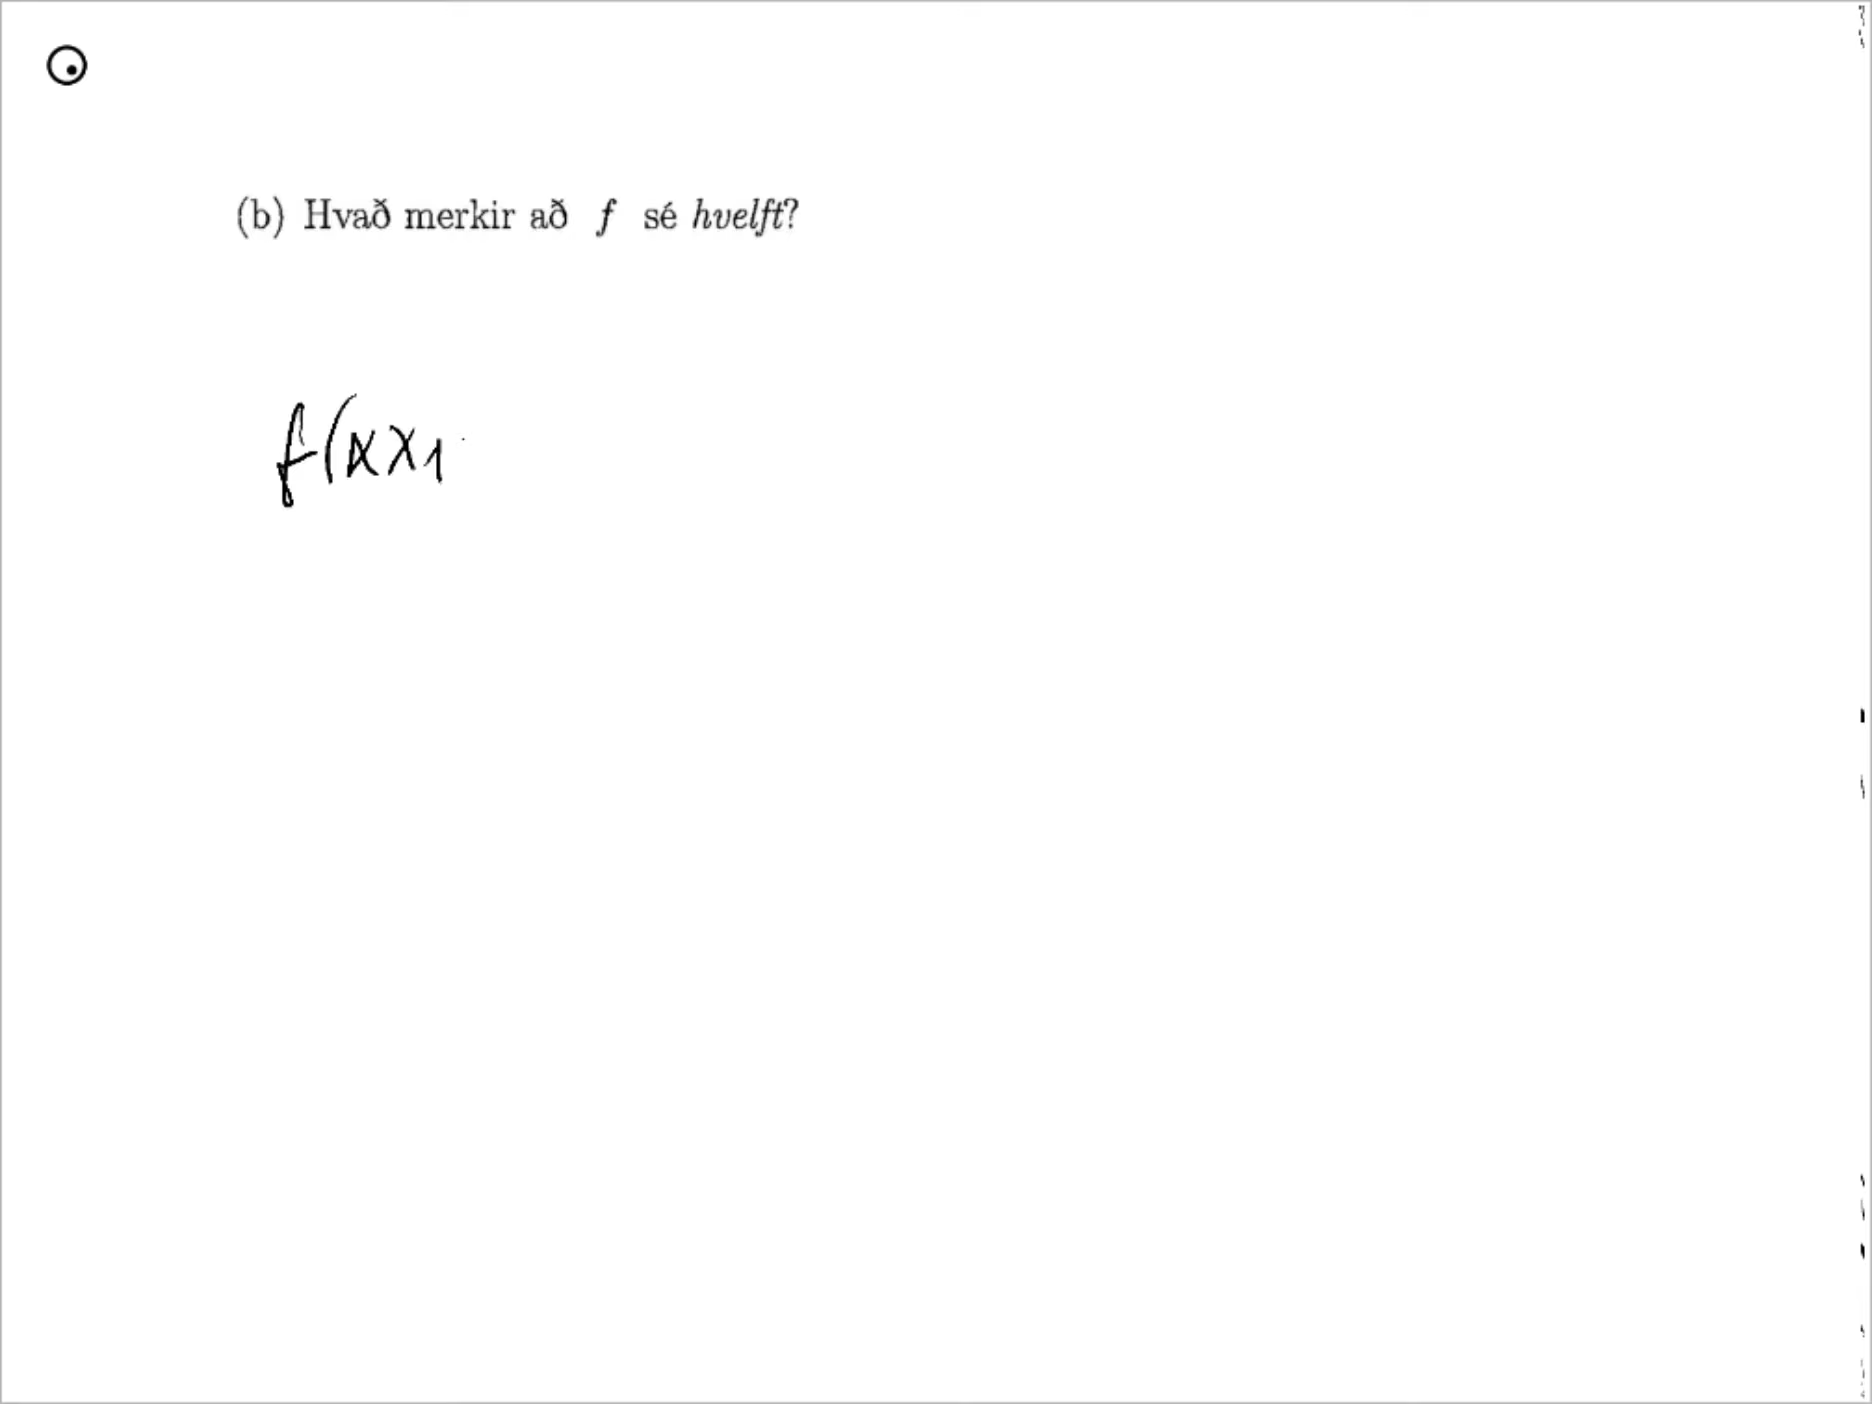 (b) Hvað merkir að f sé hvelft?
f(αx₁